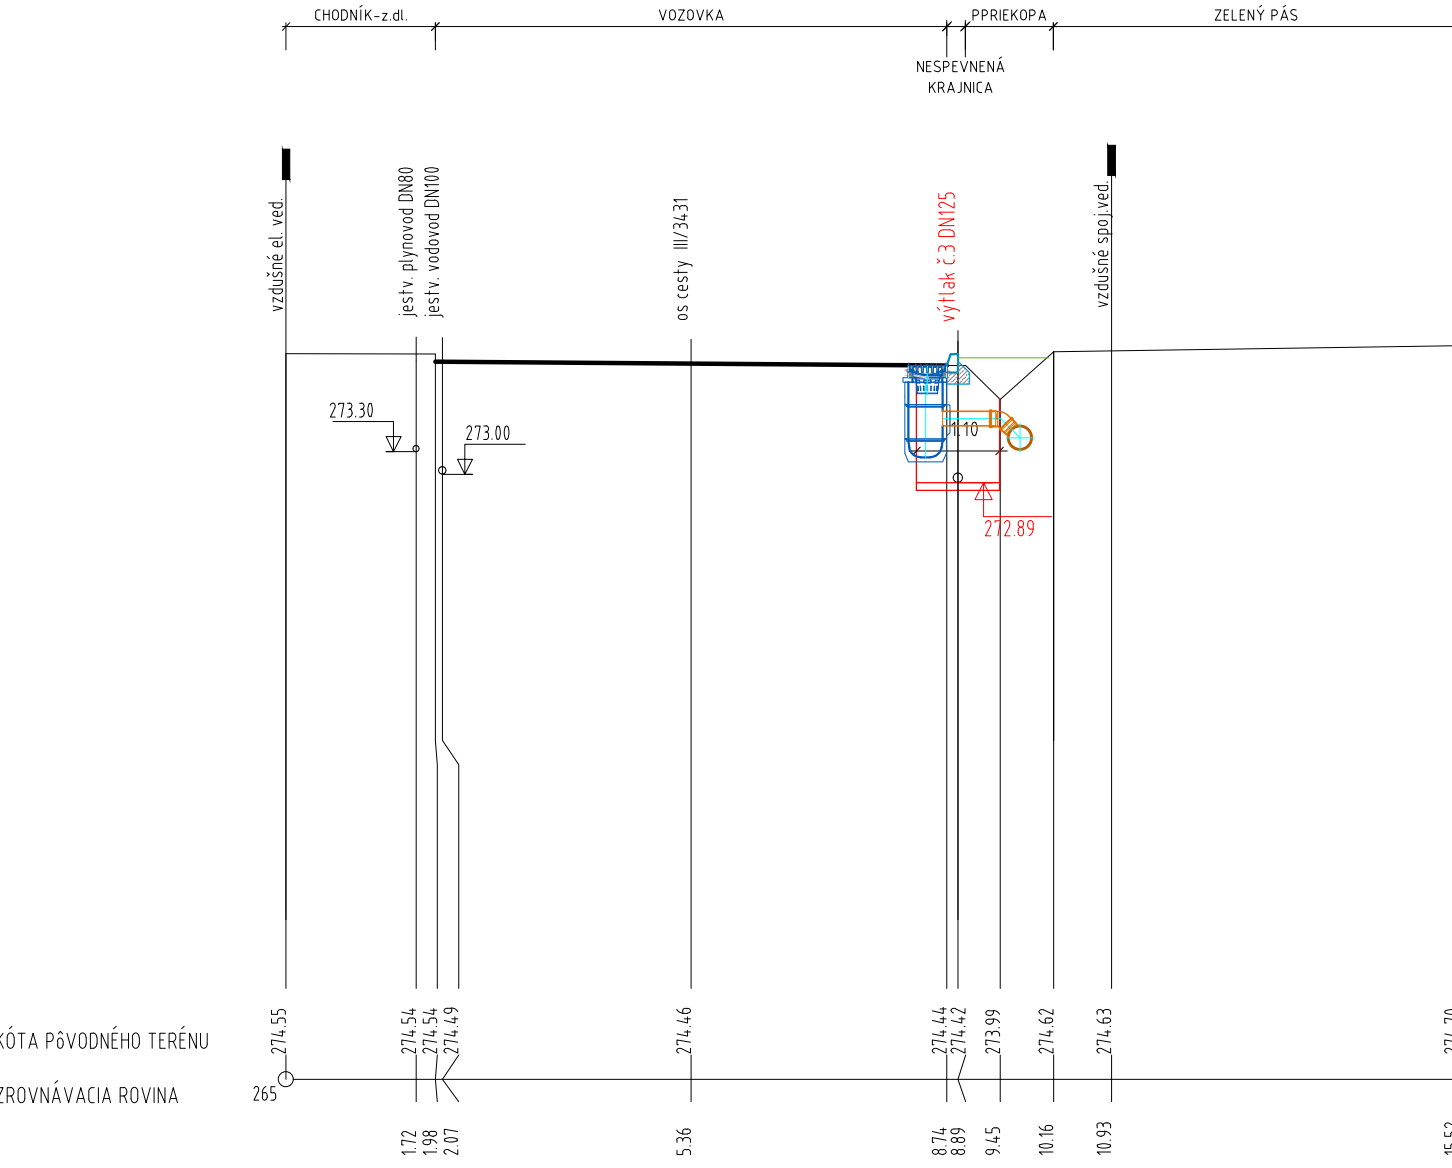 CHODNÍK-z.dl.
VOZOVKA
PPRIEKOPA
ZELENÝ PÁS
NESPEVNENÁ
KRAJNICA
vzdušné el. ved.
jestv. plynovod DN80
jestv. vodovod DN100
os cesty III/3431
výtlak č.3 DN125
vzdušné spoj.ved.
273.30
273.00
1.10
272.89
KÓTA PôVODNÉHO TERÉNU
274.55
274.54
274.54
274.49
274.46
274.44
274.42
273.99
274.62
274.63
274.70
ZROVNÁVACIA ROVINA
265
1.72
1.98
2.07
5.36
8.74
8.89
9.45
10.16
10.93
15.52